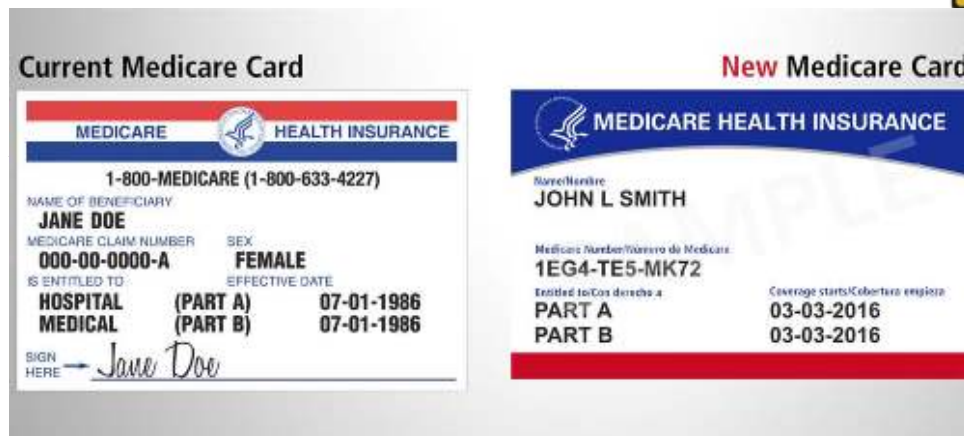 Current Medicare Card
MEDICARE HEALTH INSURANCE
1-800-MEDICARE (1-800-633-4227)
NAME OF BENEFICIARY
JANE DOE
MEDICARE CLAIM NUMBER SEX
000-00-0000-A FEMALE
IS ENTITLED TO EFFECTIVE DATE
HOSPITAL (PART A) 07-01-1986
MEDICAL (PART B) 07-01-1986
SIGN
HERE Jane Doe
New Medicare Card
MEDICARE HEALTH INSURANCE
Name/Nombre
JOHN L SMITH
Medicare Number/Número de Medicare
1EG4-TE5-MK72
Entitled to/Con derecho a Coverage starts/Cobertura empieza
PART A 03-03-2016
PART B 03-03-2016